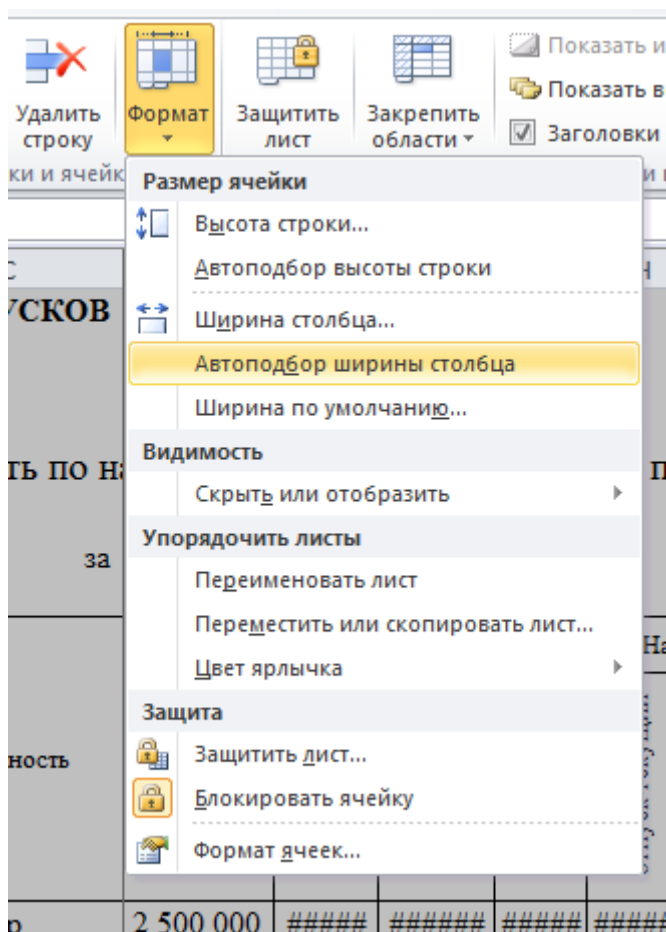 Удалить строку
Формат
Защитить лист
Закрепить области
Показать и
Показать в
Заголовки
ки и ячейк
Размер ячейки
Высота строки...
Автоподбор высоты строки
Ширина столбца...
Автоподбор ширины столбца
Ширина по умолчанию...
Видимость
Скрыть или отобразить
Упорядочить листы
Переименовать лист
Переместить или скопировать лист...
Цвет ярлычка
Защита
Защитить лист...
Блокировать ячейку
Формат ячеек...
УСКОВ
ть по на
за
На
ность
р 2 500 000 ##### ###### ##### #####